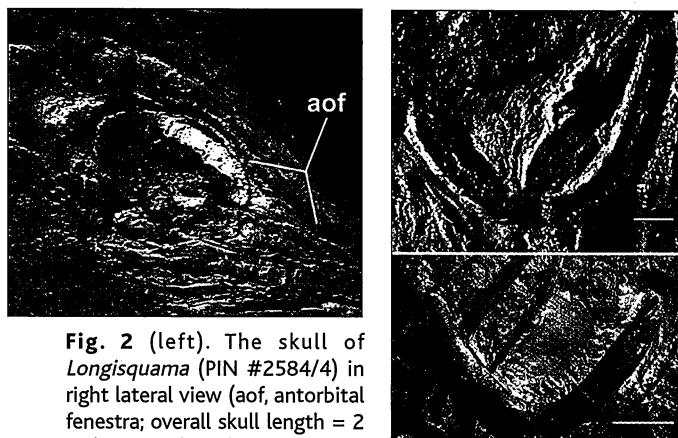 aof
Fig. 2 (left). The skull of
Longisquama (PIN #2584/4) in
right lateral view (aof, antorbital
fenestra; overall skull length = 2